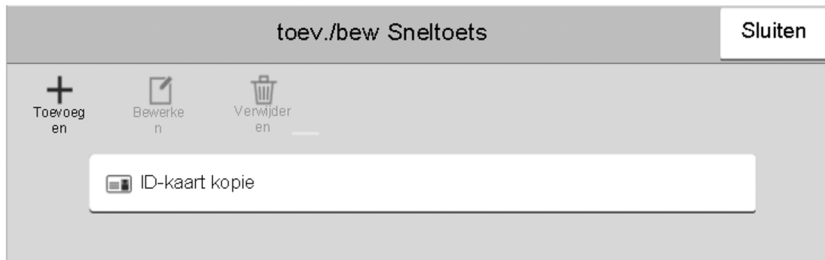 toev./bew Sneltoets
Sluiten
Toevoeg
en
Bewerke
n
Verwijder
en
ID-kaart kopie